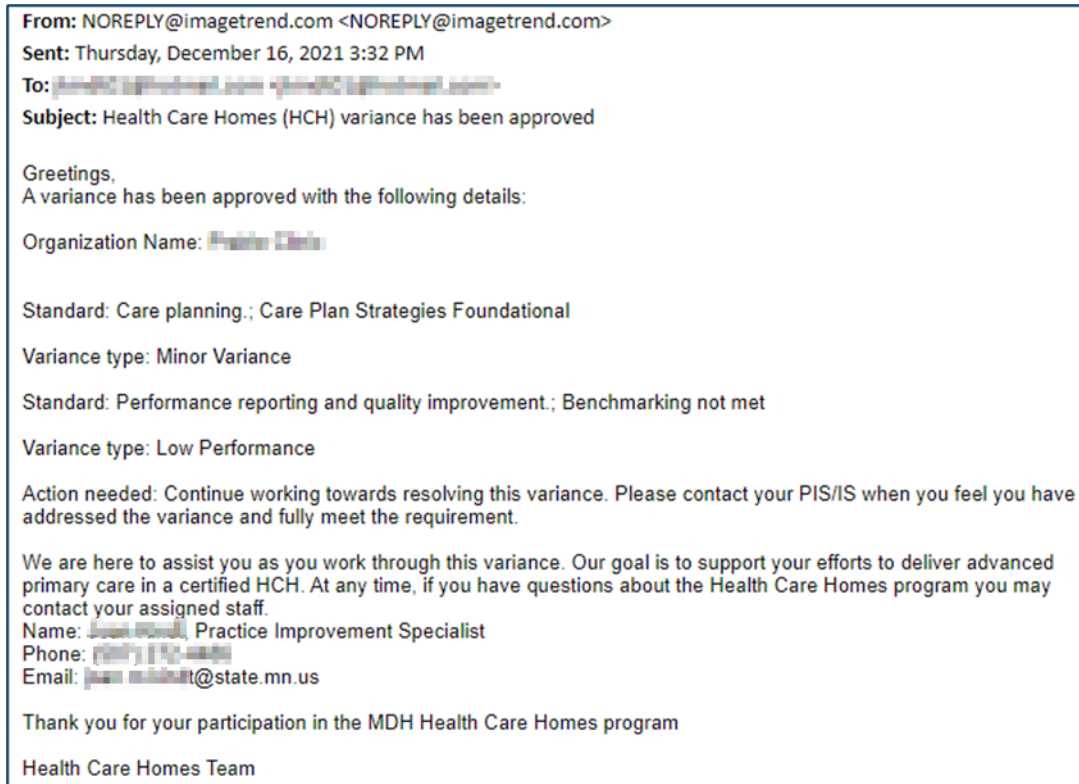 From: NOREPLY@imagetrend.com <NOREPLY@imagetrend.com>
Sent: Thursday, December 16, 2021 3:32 PM
To:
Subject: Health Care Homes (HCH) variance has been approved
Greetings,
A variance has been approved with the following details:
Organization Name:
Standard: Care planning.; Care Plan Strategies Foundational
Variance type: Minor Variance
Standard: Performance reporting and quality improvement.; Benchmarking not met
Variance type: Low Performance
Action needed: Continue working towards resolving this variance. Please contact your PIS/IS when you feel you have
addressed the variance and fully meet the requirement.
We are here to assist you as you work through this variance. Our goal is to support your efforts to deliver advanced
primary care in a certified HCH. At any time, if you have questions about the Health Care Homes program you may
contact your assigned staff.
Name: , Practice Improvement Specialist
Phone:
Email: t@state.mn.us
Thank you for your participation in the MDH Health Care Homes program
Health Care Homes Team